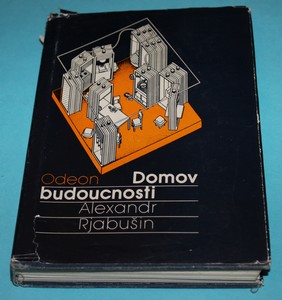 Odeon Domov
budoucnosti
Alexandr
Rjabušin